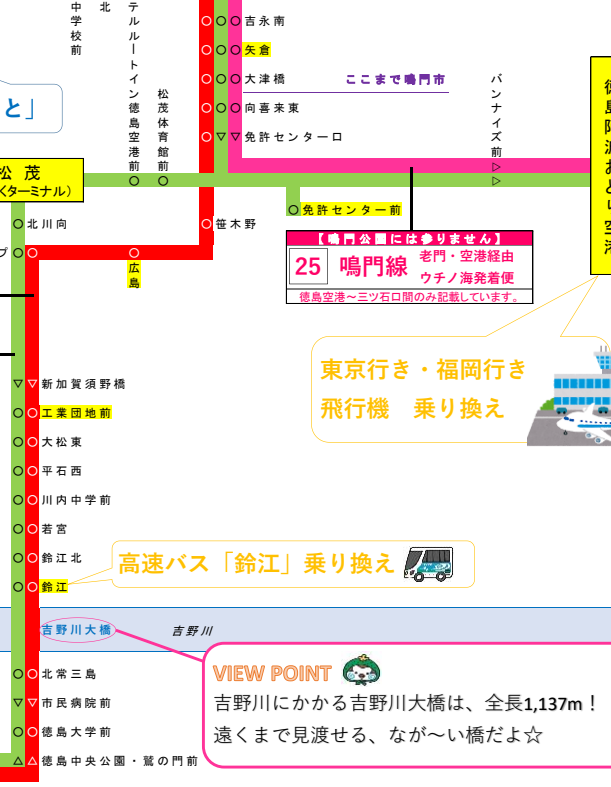 中学校前
北
テルルートイン徳島空港前
松茂体育館前
吉永南
矢倉
大津橋
ここまで鳴門市
向喜来東
免許センター口
バンナイズ前
と」
松 茂
北川向
プ
笹木野
広島
免許センター前
【鳴門公園には参りません】
25 鳴門線
老門・空港経由
ウチノ海発着便
徳島空港～三ツ石口間のみ記載しています。
徳島阿波おどり空港
東京行き・福岡行き
飛行機 乗り換え
新加賀須野橋
工業団地前
大松東
平石西
川内中学前
若宮
鈴江北
鈴江
高速バス「鈴江」乗り換え
吉野川大橋
吉野川
北常三島
市民病院前
徳島大学前
徳島中央公園・鷲の門前
VIEW POINT
吉野川にかかる吉野川大橋は、全長1,137m！
遠くまで見渡せる、なが～い橋だよ☆